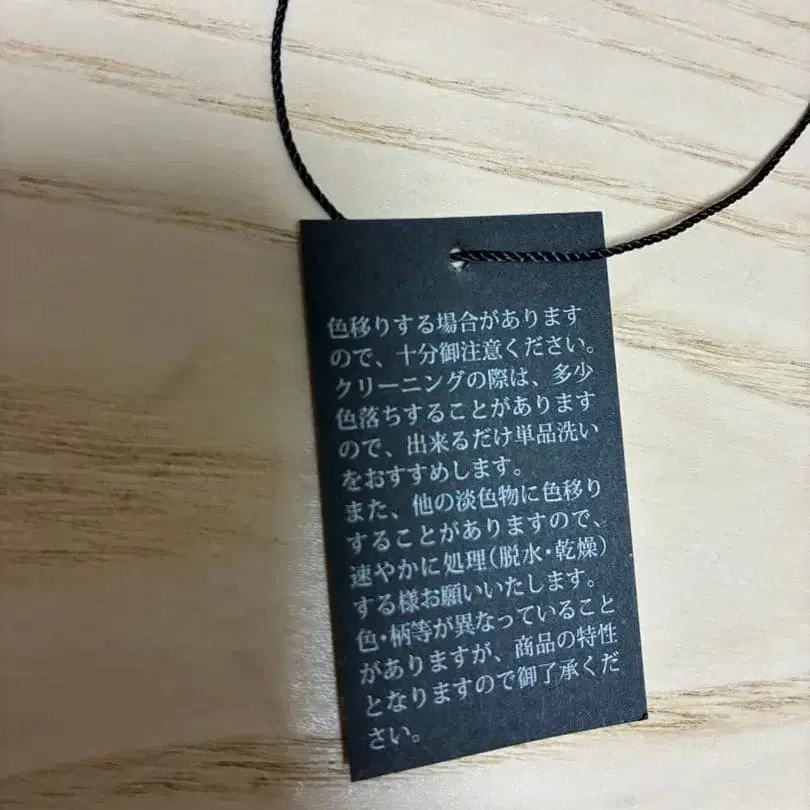 色移りする場合があります
ので、十分御注意ください。
クリーニングの際は、多少
色落ちすることがあります
ので、出来るだけ単品洗い
をおすすめします。
また、他の淡色物に色移り
することがありますので、
速やかに処理(脱水・乾燥)
する様お願いいたします。
色・柄等が異なっていること
がありますが、商品の特性
となりますので御了承くだ
さい。